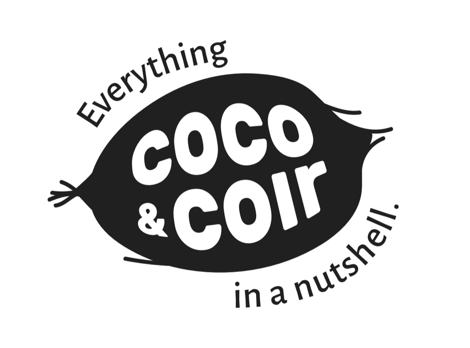 Everything
COCO
& COIr
in a nutshell.